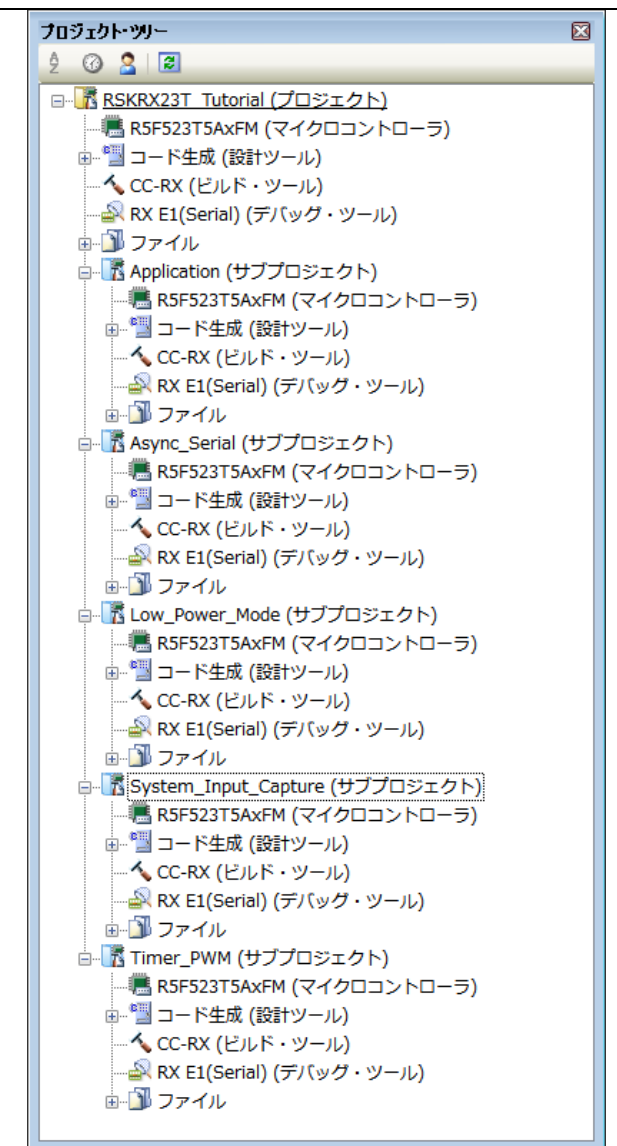 プロジェクト・ツリー
RSKRX23T_Tutorial (プロジェクト)
R5F523T5AxFM (マイクロコントローラ)
コード生成 (設計ツール)
CC-RX (ビルド・ツール)
RX E1(Serial) (デバッグ・ツール)
ファイル
Application (サブプロジェクト)
R5F523T5AxFM (マイクロコントローラ)
コード生成 (設計ツール)
CC-RX (ビルド・ツール)
RX E1(Serial) (デバッグ・ツール)
ファイル
Async_Serial (サブプロジェクト)
R5F523T5AxFM (マイクロコントローラ)
コード生成 (設計ツール)
CC-RX (ビルド・ツール)
RX E1(Serial) (デバッグ・ツール)
ファイル
Low_Power_Mode (サブプロジェクト)
R5F523T5AxFM (マイクロコントローラ)
コード生成 (設計ツール)
CC-RX (ビルド・ツール)
RX E1(Serial) (デバッグ・ツール)
ファイル
System_Input_Capture (サブプロジェクト)
R5F523T5AxFM (マイクロコントローラ)
コード生成 (設計ツール)
CC-RX (ビルド・ツール)
RX E1(Serial) (デバッグ・ツール)
ファイル
Timer_PWM (サブプロジェクト)
R5F523T5AxFM (マイクロコントローラ)
コード生成 (設計ツール)
CC-RX (ビルド・ツール)
RX E1(Serial) (デバッグ・ツール)
ファイル